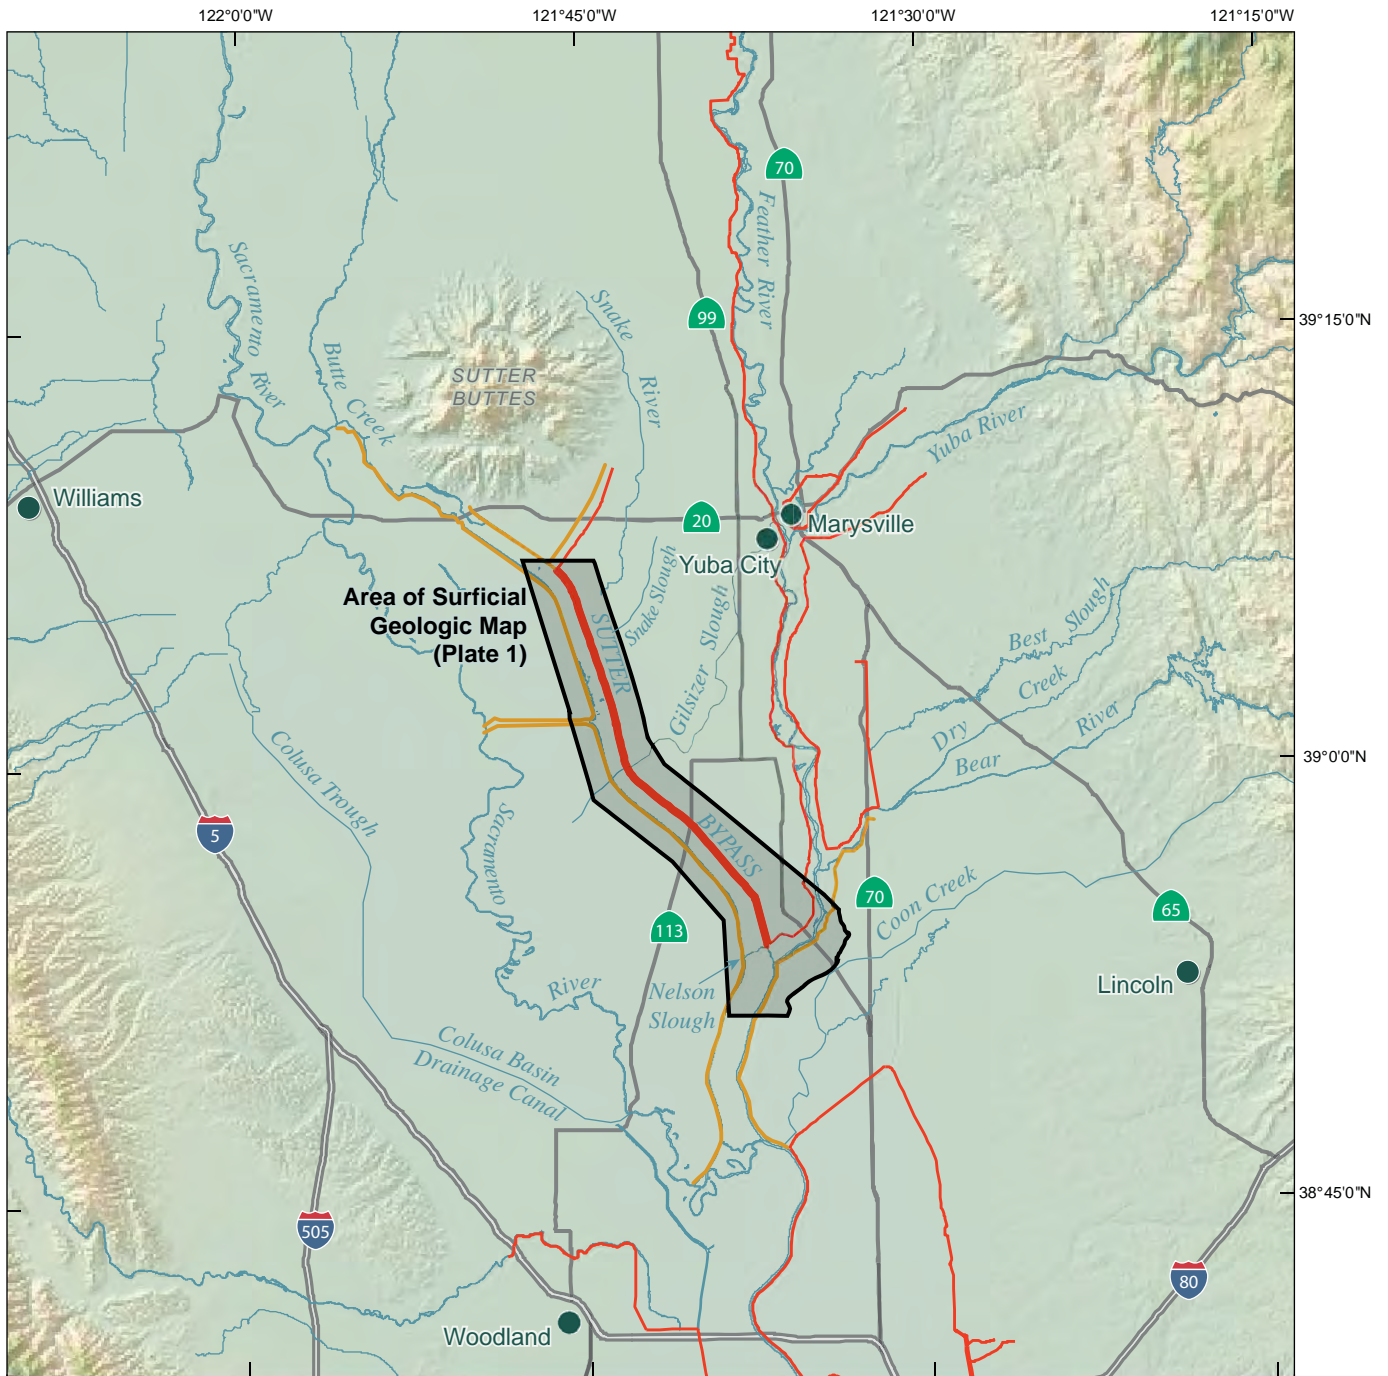 122°0'0"W
121°45'0"W
121°30'0"W
121°15'0"W
70
Feather River
Sacramento River
Snake River
99
39°15'0"N
Butte Creek
SUTTER
BUTTES
Yuba River
Williams
20
Marysville
Yuba City
Area of Surficial
Geologic Map
(Plate 1)
SUTTER
Snake Slough
Gilsizer Slough
Best Slough
Dry Creek
Bear River
39°0'0"N
Colusa Trough
5
Sacramento River
BYPASS
70
Coon Creek
65
113
Lincoln
Nelson
Slough
Colusa Basin
Drainage Canal
38°45'0"N
505
80
Woodland